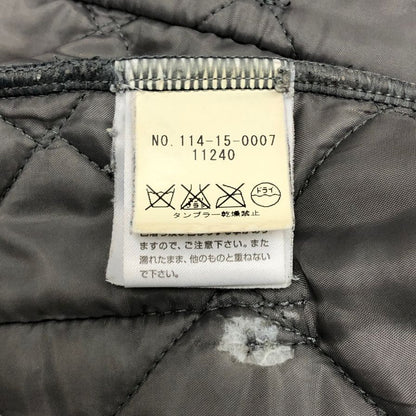 NO.114-15-0007
11240
ドライ
タンブラー乾燥禁止
ますので、ご注意下さい。また
濡れたまま、他のものと重ねない
で下さい。